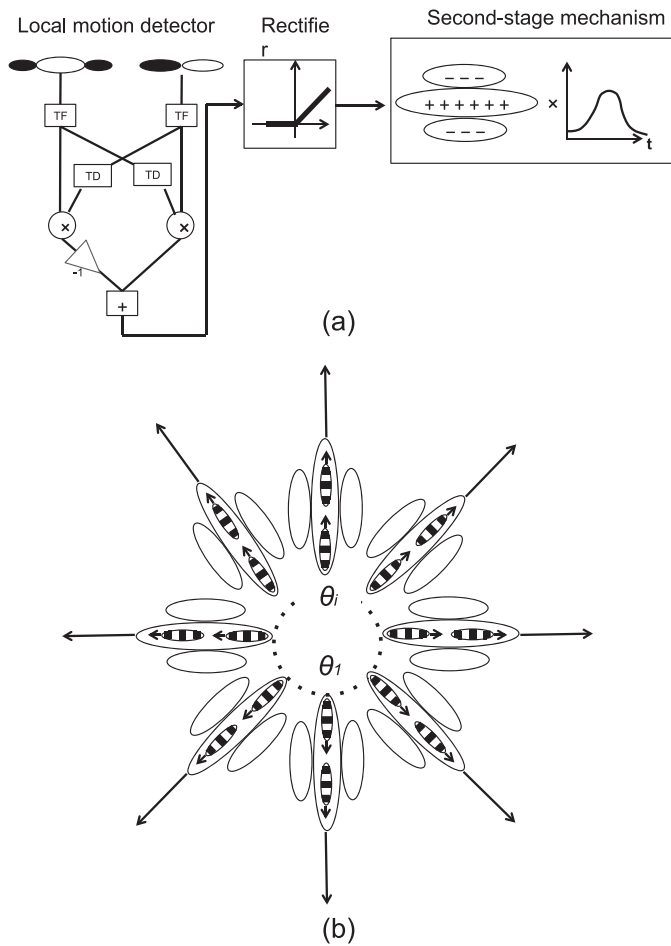 Local motion detector
Rectifie
r
Second-stage mechanism
TF
TF
TD
TD
×
×
-1
+
– – –
+ + + + + +
– – –
×
t
(a)
θi
θ1
(b)